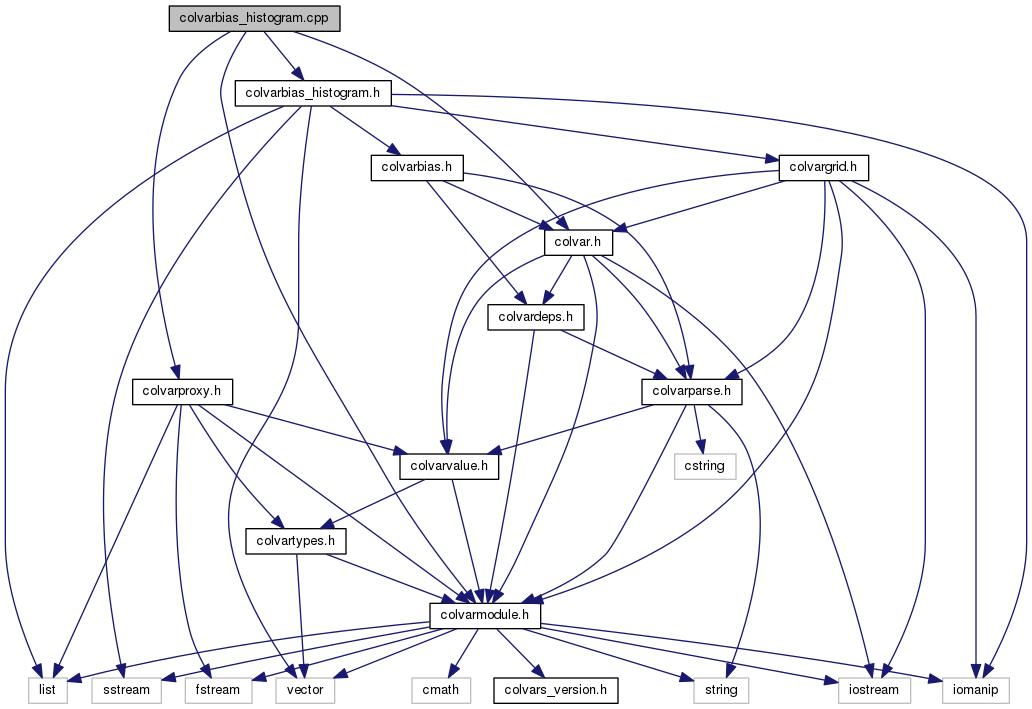 colvarbias_histogram.cpp
colvarbias_histogram.h
colvarbias.h
colvargrid.h
colvar.h
colvardeps.h
colvarproxy.h
colvarparse.h
colvarvalue.h
cstring
colvartypes.h
colvarmodule.h
list
sstream
fstream
vector
cmath
colvars_version.h
string
iostream
iomanip